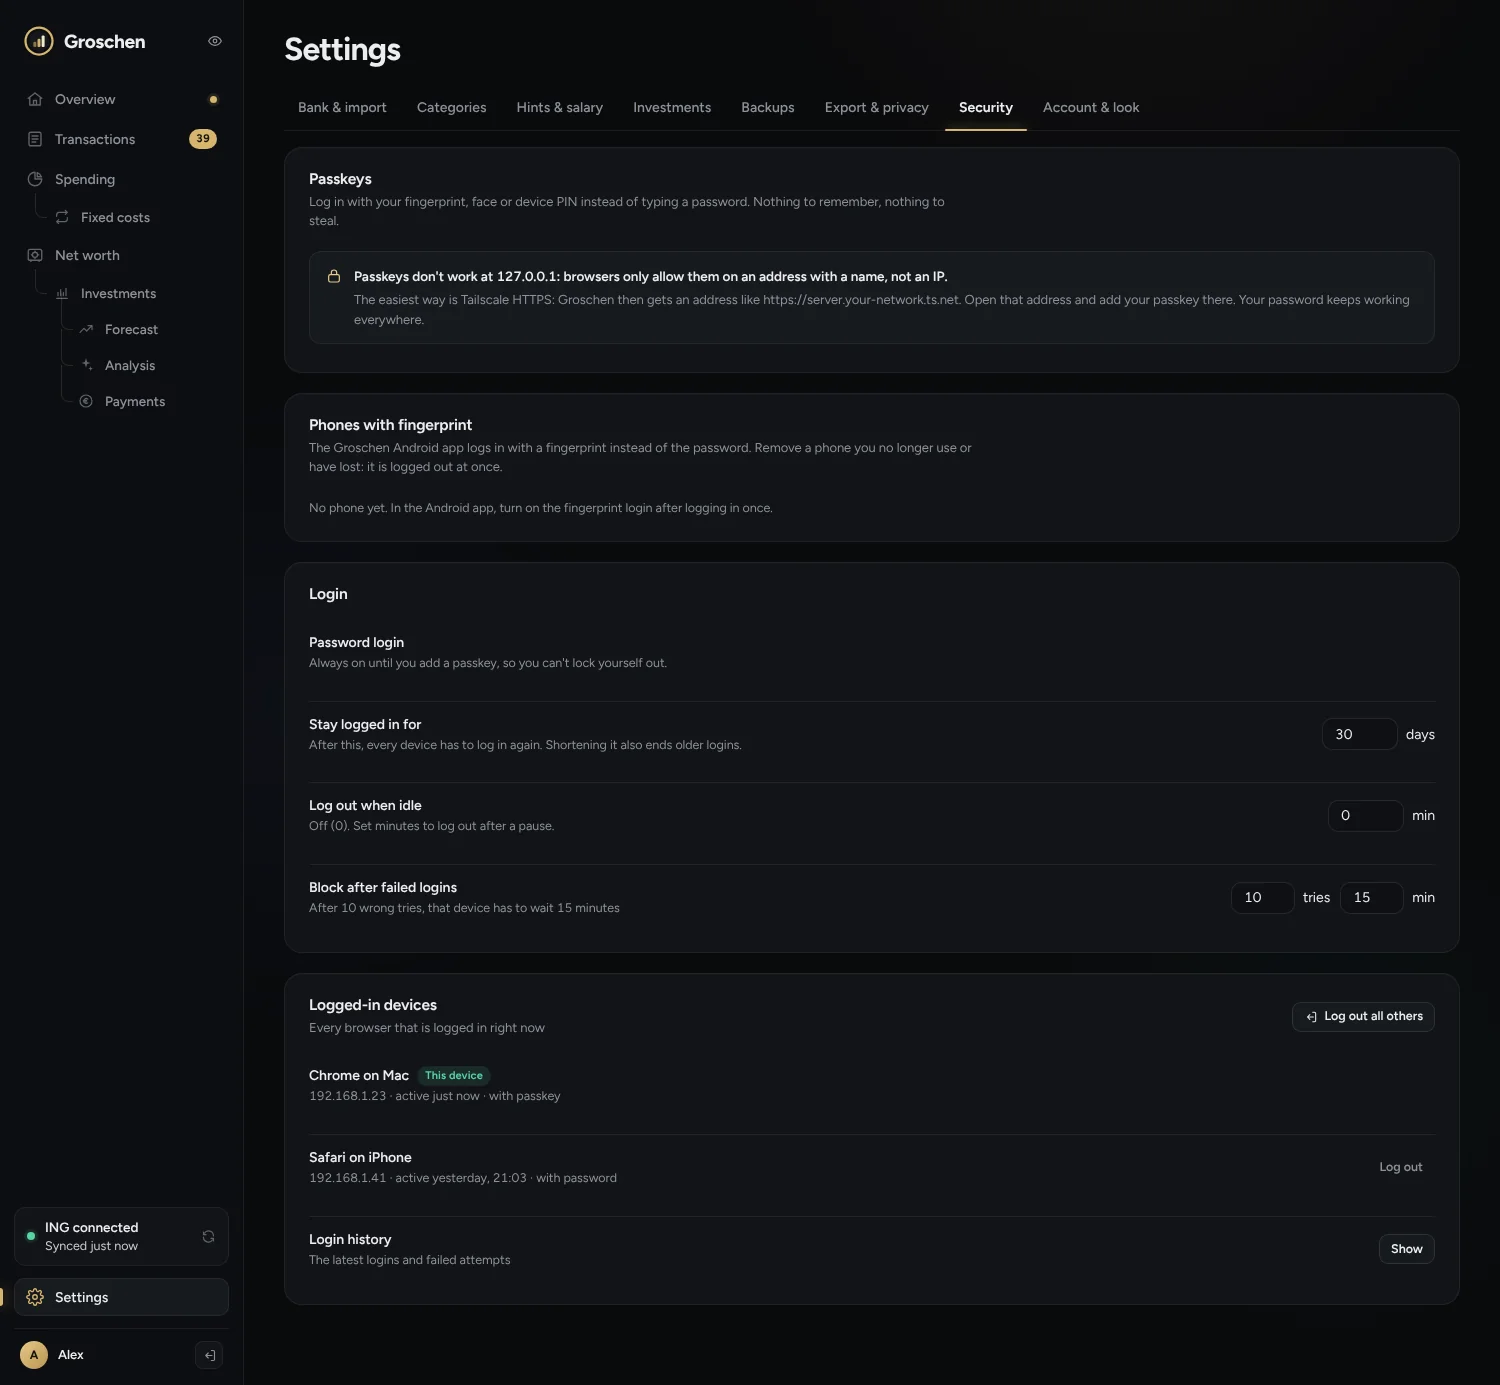 Groschen
Overview
Transactions 39
Spending
Fixed costs
Net worth
Investments
Forecast
Analysis
Payments
ING connected
Synced just now
Settings
A Alex
Settings
Bank & import Categories Hints & salary Investments Backups Export & privacy Security Account & look
Passkeys
Log in with your fingerprint, face or device PIN instead of typing a password. Nothing to remember, nothing to
steal.
Passkeys don't work at 127.0.0.1: browsers only allow them on an address with a name, not an IP.
The easiest way is Tailscale HTTPS: Groschen then gets an address like https://server.your-network.ts.net. Open that address and add your passkey there. Your password keeps working
everywhere.
Phones with fingerprint
The Groschen Android app logs in with a fingerprint instead of the password. Remove a phone you no longer use or
have lost: it is logged out at once.
No phone yet. In the Android app, turn on the fingerprint login after logging in once.
Login
Password login
Always on until you add a passkey, so you can't lock yourself out.
Stay logged in for
After this, every device has to log in again. Shortening it also ends older logins.
30 days
Log out when idle
Off (0). Set minutes to log out after a pause.
0 min
Block after failed logins
After 10 wrong tries, that device has to wait 15 minutes
10 tries 15 min
Logged-in devices
Every browser that is logged in right now
Log out all others
Chrome on Mac This device
192.168.1.23 · active just now · with passkey
Safari on iPhone
192.168.1.41 · active yesterday, 21:03 · with password
Log out
Login history
The latest logins and failed attempts
Show